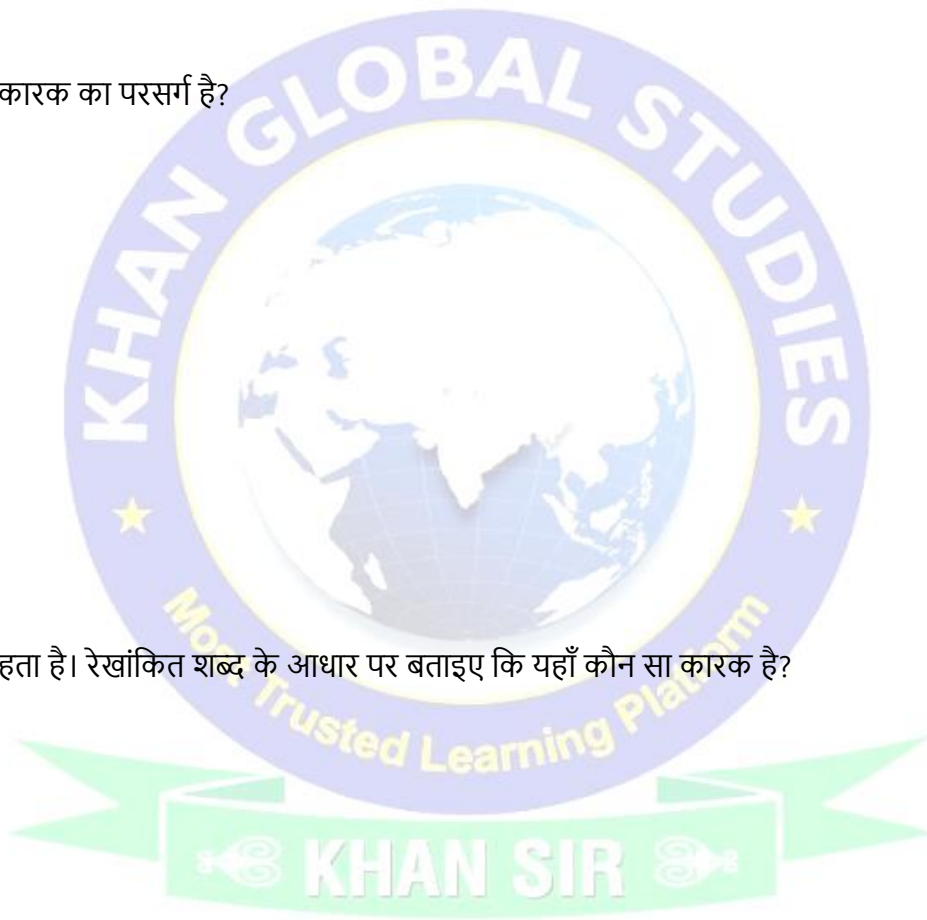 कारक का परसर्ग है?
KHAN GLOBAL STUDIES
हता है। रेखांकित शब्द के आधार पर बताइए कि यहाँ कौन सा कारक है?
Most Trusted Learning Platform
KHAN SIR